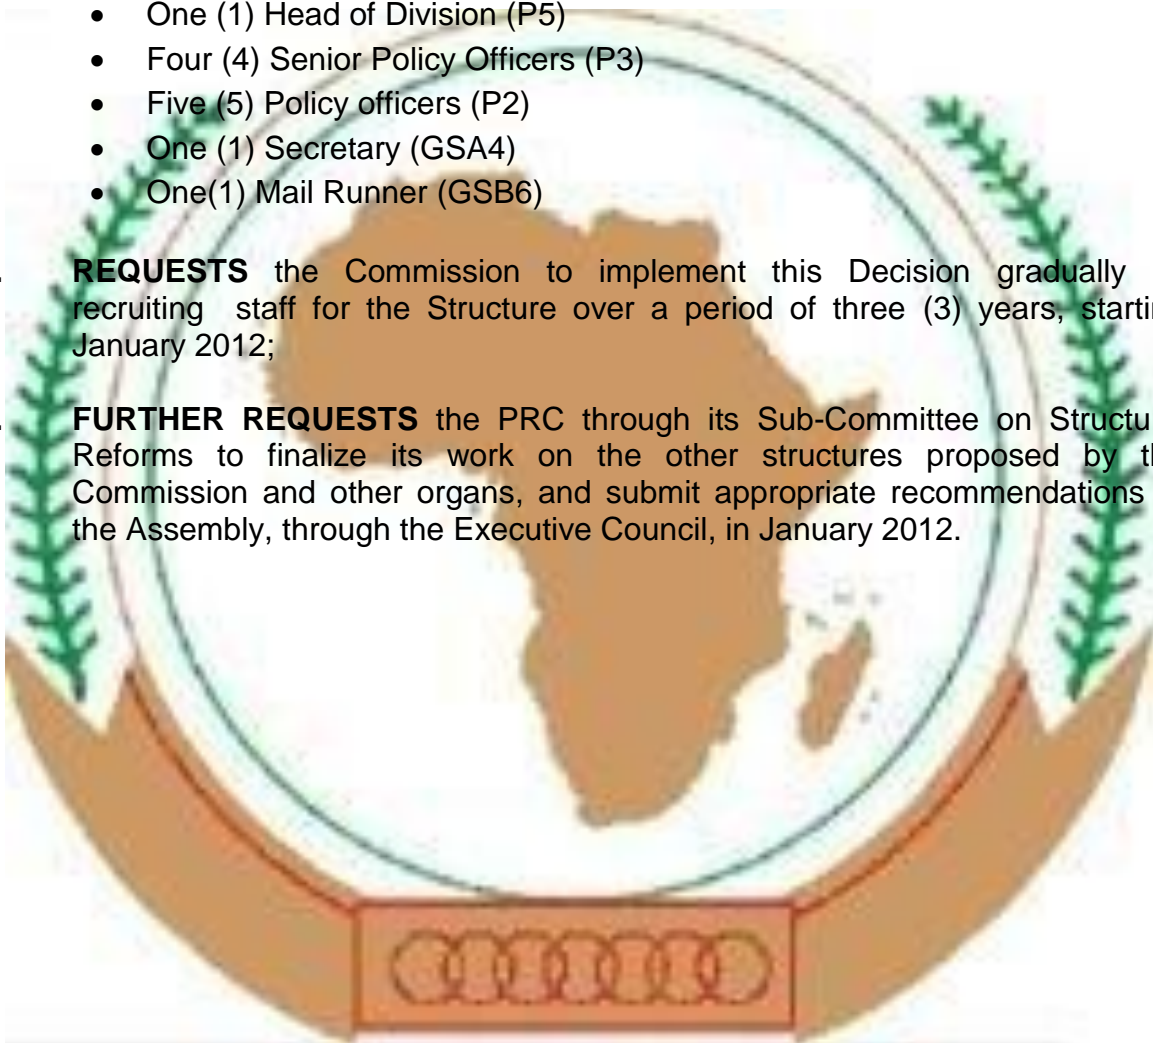 • One (1) Head of Division (P5)
• Four (4) Senior Policy Officers (P3)
• Five (5) Policy officers (P2)
• One (1) Secretary (GSA4)
• One(1) Mail Runner (GSB6)
REQUESTS the Commission to implement this Decision gradually
recruiting staff for the Structure over a period of three (3) years,
January 2012;
FURTHER REQUESTS the PRC through its Sub-Committee on
Reforms to finalize its work on the other structures proposed by
Commission and other organs, and submit appropriate recommendations
the Assembly, through the Executive Council, in January 2012.